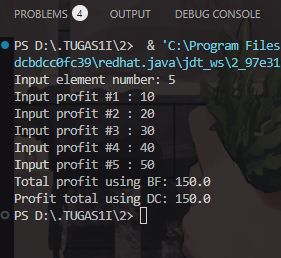 PROBLEMS 4 OUTPUT DEBUG CONSOLE
PS D:\.TUGAS1I\2>  & 'C:\Program Files
dcbdcc0fc39\redhat.java\jdt_ws\2_97e31
Input element number: 5
Input profit #1 : 10
Input profit #2 : 20
Input profit #3 : 30
Input profit #4 : 40
Input profit #5 : 50
Total profit using BF: 150.0
Profit total using DC: 150.0
PS D:\.TUGAS1I\2>